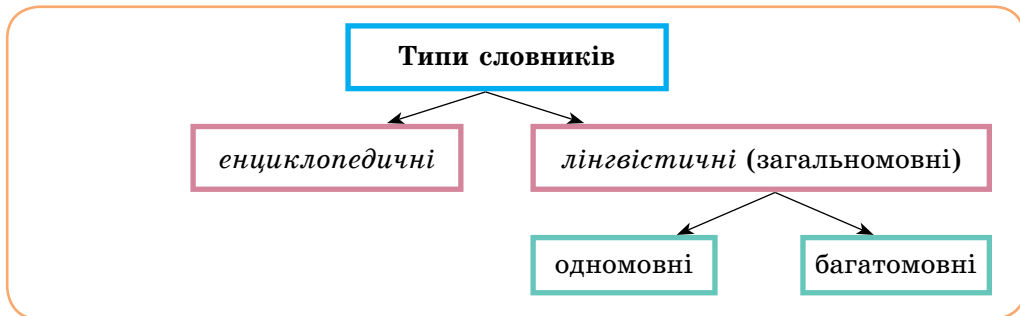 Типи словників
енциклопедичні
лінгвістичні (загальномовні)
одномовні
багатомовні